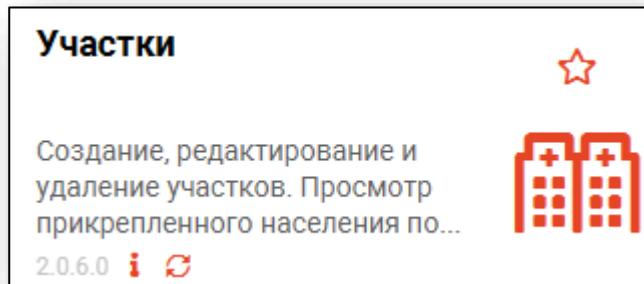 Участки
Создание, редактирование и
удаление участков. Просмотр
прикрепленного населения по...
2.0.6.0